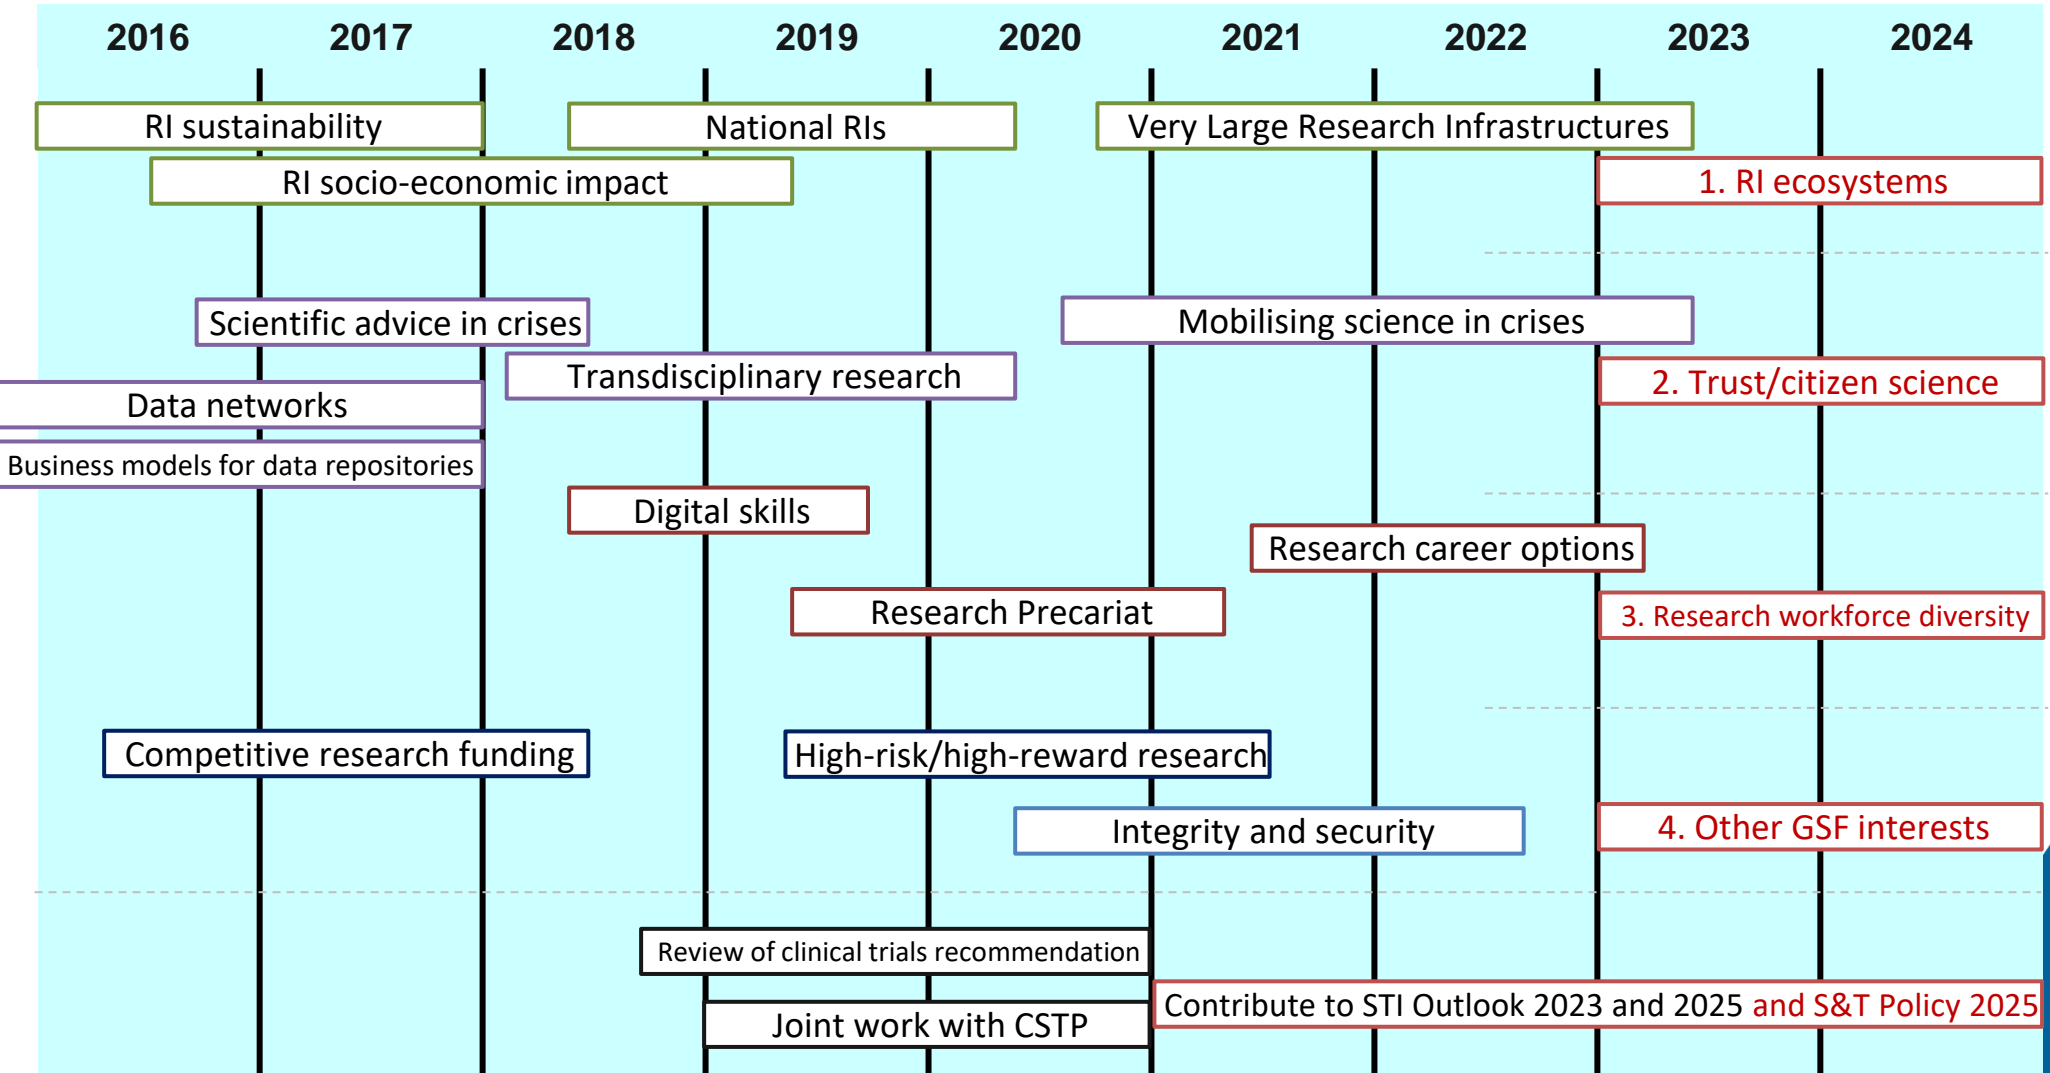 2016 2017 2018 2019 2020 2021 2022 2023 2024
RI sustainability
National RIs
Very Large Research Infrastructures
RI socio-economic impact
1. RI ecosystems
Scientific advice in crises
Mobilising science in crises
Transdisciplinary research
2. Trust/citizen science
Data networks
Business models for data repositories
Digital skills
Research career options
Research Precariat
3. Research workforce diversity
Competitive research funding
High-risk/high-reward research
Integrity and security
4. Other GSF interests
Review of clinical trials recommendation
Contribute to STI Outlook 2023 and 2025 and S&T Policy 2025
Joint work with CSTP